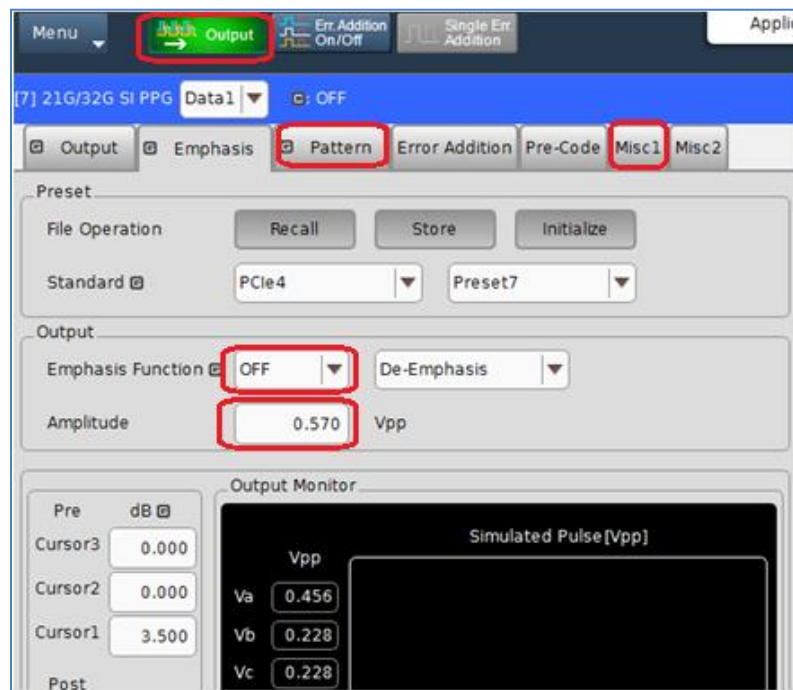 Menu Output Err. Addition On/Off Single Err Addition Appli
[7] 21G/32G SI PPG Data1 C: OFF
C Output C Emphasis C Pattern Error Addition Pre-Code Misc1 Misc2
Preset
File Operation Recall Store Initialize
Standard C PCIe4 Preset7
Output
Emphasis Function C OFF De-Emphasis
Amplitude 0.570 Vpp
Output Monitor
Pre dB C
Simulated Pulse[Vpp]
Cursor3 0.000
Vpp
Cursor2 0.000 Va 0.456
Cursor1 3.500 Vb 0.228
Vc 0.228
Post